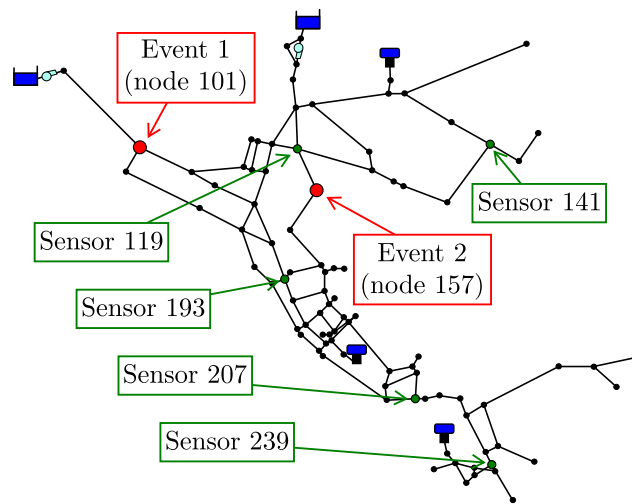 Event 1
(node 101)
Sensor 141
Sensor 119
Event 2
(node 157)
Sensor 193
Sensor 207
Sensor 239